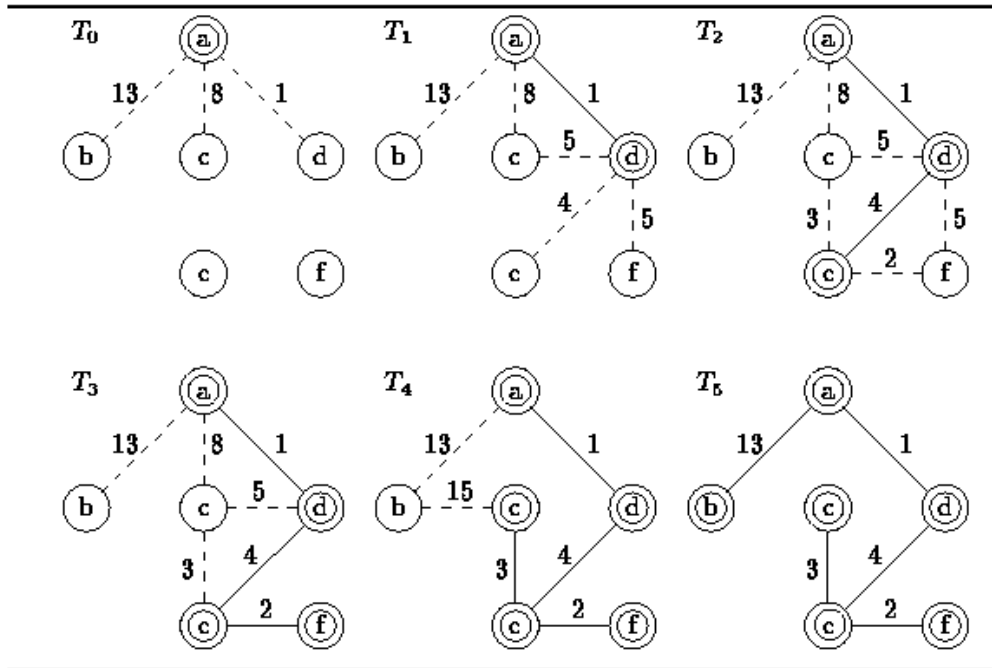 T₀ a T₁ a T₂ a
13 8 1 13 8 1 13 8 1
b c d b c 5 d b c 5 d
4 5 3 4 5
c f c f c 2 f
T₃ a T₄ a T₅ a
13 8 1 13 1 13 1
b c 5 d b 15 c d b c d
3 4 3 4 3 4
c 2 f c 2 f c 2 f